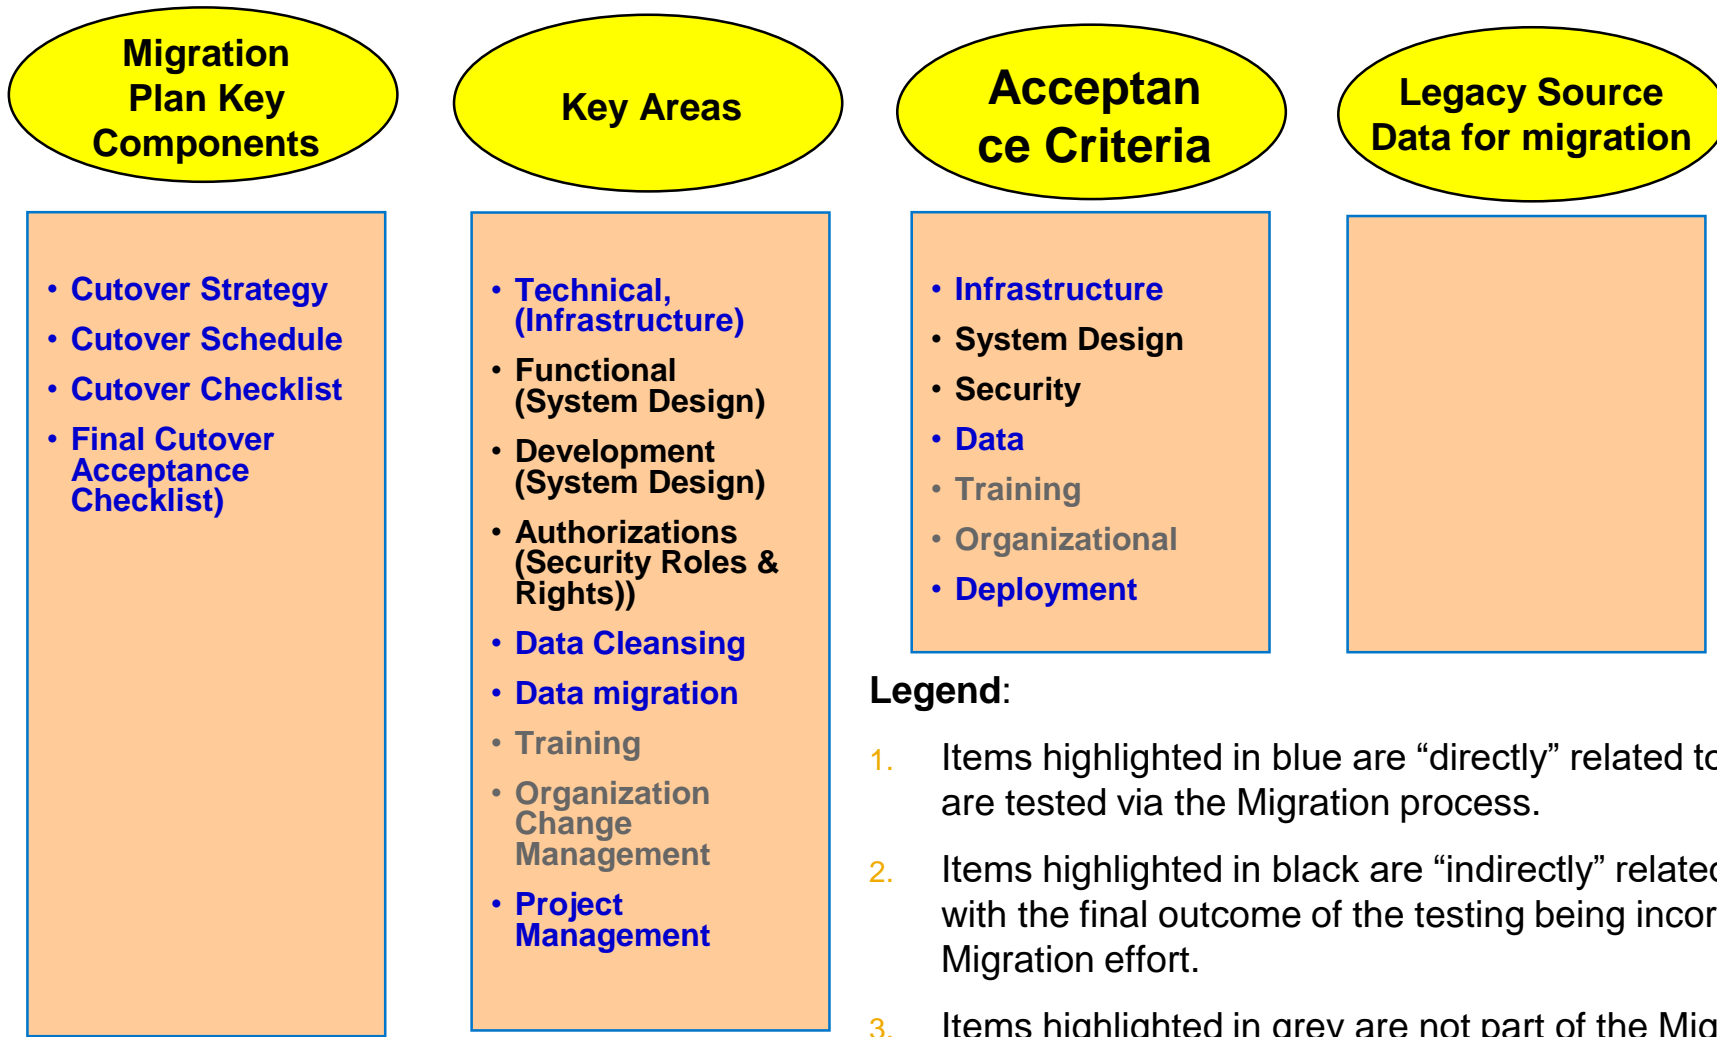 Migration
Plan Key
Components
Key Areas
Acceptan
ce Criteria
Legacy Source
Data for migration
• Cutover Strategy
• Cutover Schedule
• Cutover Checklist
• Final Cutover
Acceptance
Checklist)
• Technical,
(Infrastructure)
• Functional
(System Design)
• Development
(System Design)
• Authorizations
(Security Roles &
Rights))
• Data Cleansing
• Data migration
• Training
• Organization
Change
Management
• Project
Management
• Infrastructure
• System Design
• Security
• Data
• Training
• Organizational
• Deployment
Legend:
1. Items highlighted in blue are “directly” related to
are tested via the Migration process.
2. Items highlighted in black are “indirectly” related
with the final outcome of the testing being incor
Migration effort.
3. Items highlighted in grey are not part of the Mig